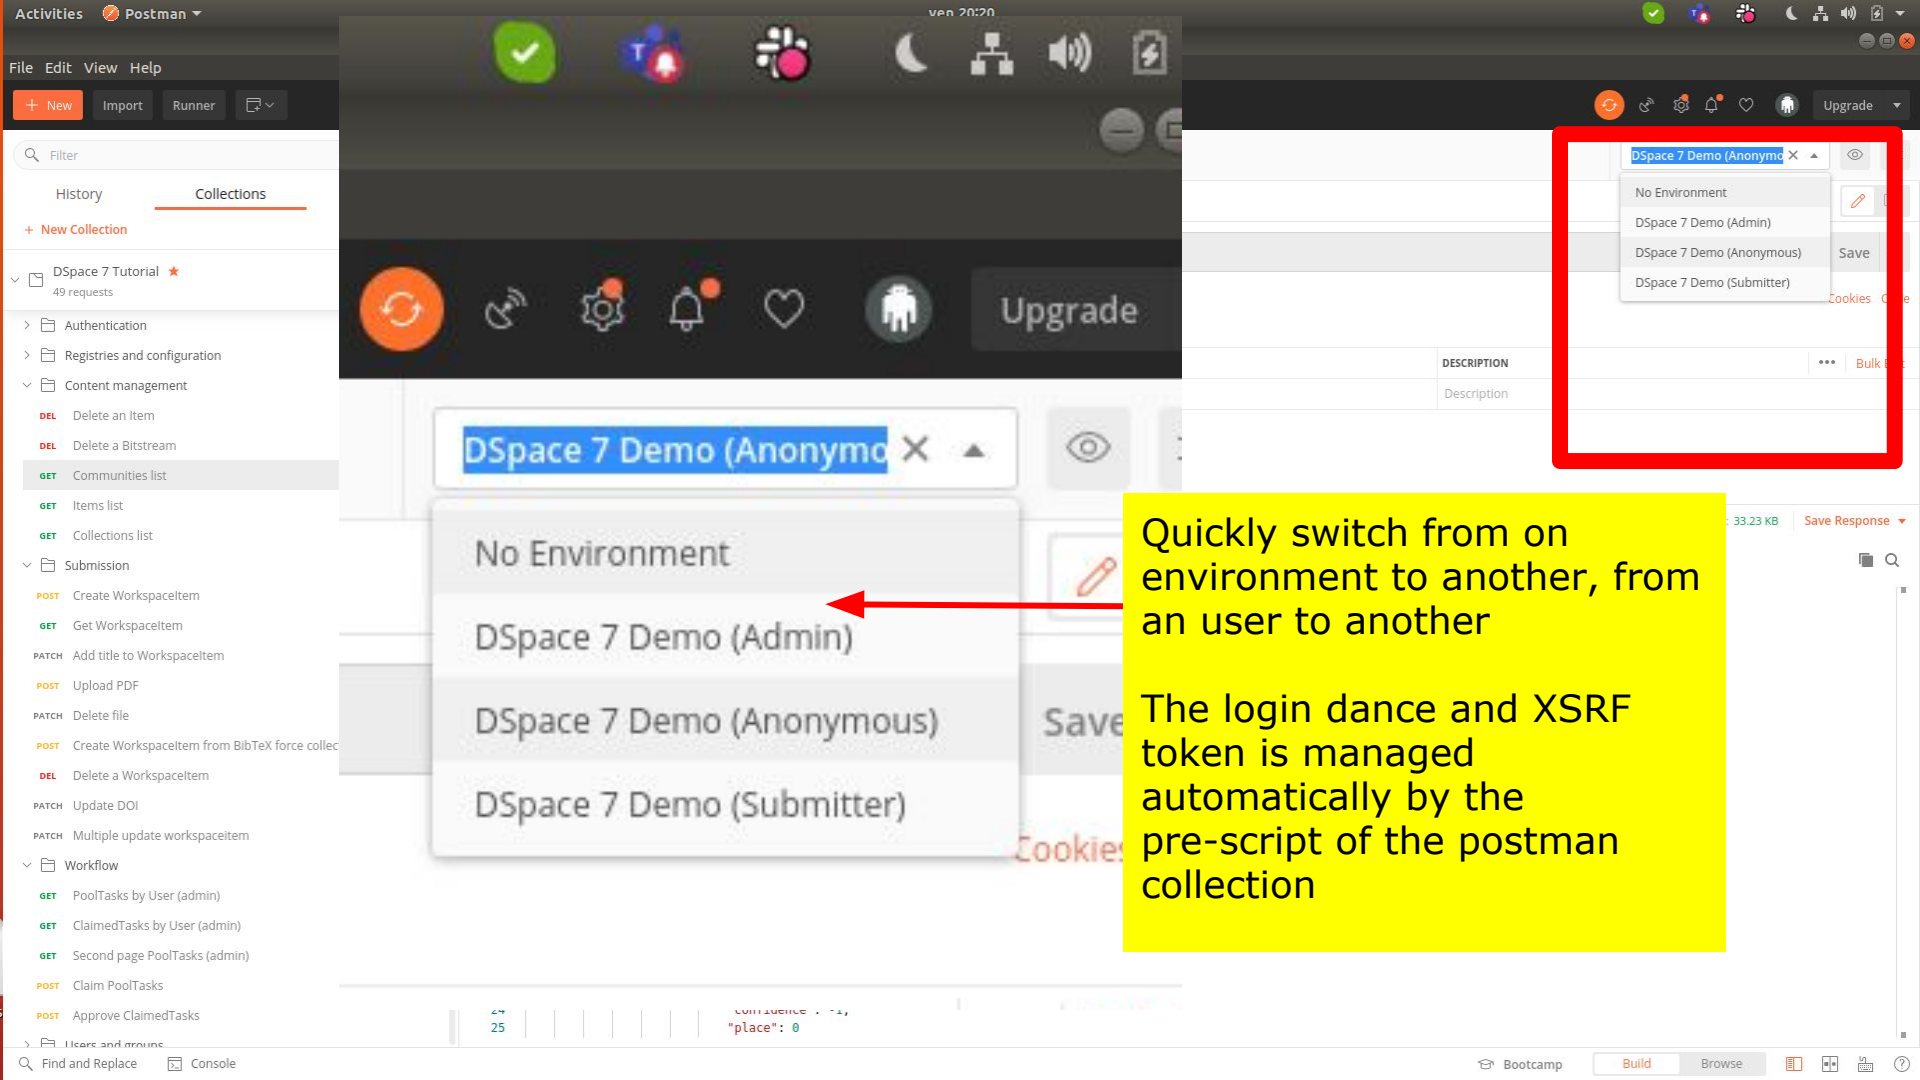 Activities Postman
ven 20:20
File Edit View Help
New Import Runner
Upgrade
Filter
History Collections
+ New Collection
DSpace 7 Tutorial
49 requests
Authentication
Registries and configuration
Content management
DEL Delete an Item
DEL Delete a Bitstream
GET Communities list
GET Items list
GET Collections list
Submission
POST Create WorkspaceItem
GET Get WorkspaceItem
PATCH Add title to WorkspaceItem
POST Upload PDF
PATCH Delete file
POST Create WorkspaceItem from BibTeX force collec
DEL Delete a WorkspaceItem
PATCH Update DOI
PATCH Multiple update workspaceitem
Workflow
GET PoolTasks by User (admin)
GET ClaimedTasks by User (admin)
GET Second page PoolTasks (admin)
POST Claim PoolTasks
POST Approve ClaimedTasks
Users and groups
Upgrade
DSpace 7 Demo (Anonymo
No Environment
DSpace 7 Demo (Admin)
DSpace 7 Demo (Anonymous)
DSpace 7 Demo (Submitter)
Save
Cookies
DSpace 7 Demo (Anonymo
No Environment
DSpace 7 Demo (Admin)
DSpace 7 Demo (Anonymous)
DSpace 7 Demo (Submitter)
Save
Cookies
DESCRIPTION
Bulk
Description
33.23 KB Save Response
Quickly switch from on
environment to another, from
an user to another
The login dance and XSRF
token is managed
automatically by the
pre-script of the postman
collection
24 "confidence": -1,
25 "place": 0
Find and Replace Console
Bootcamp Build Browse